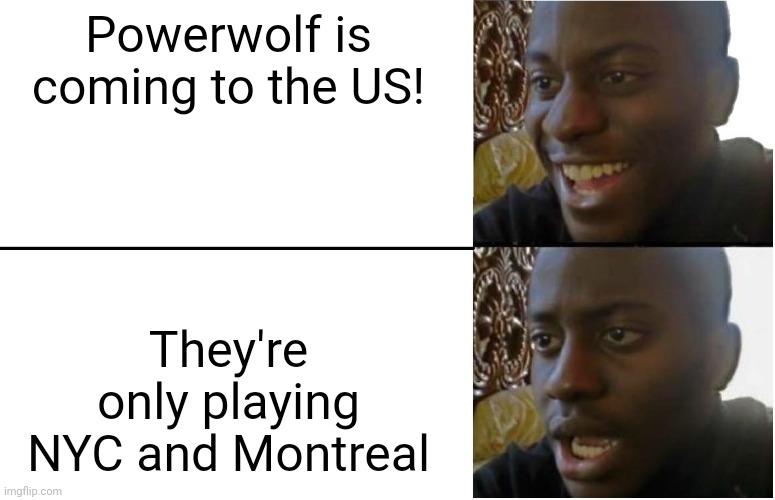 Powerwolf is
coming to the US!
They're
only playing
NYC and Montreal
imgflip.com